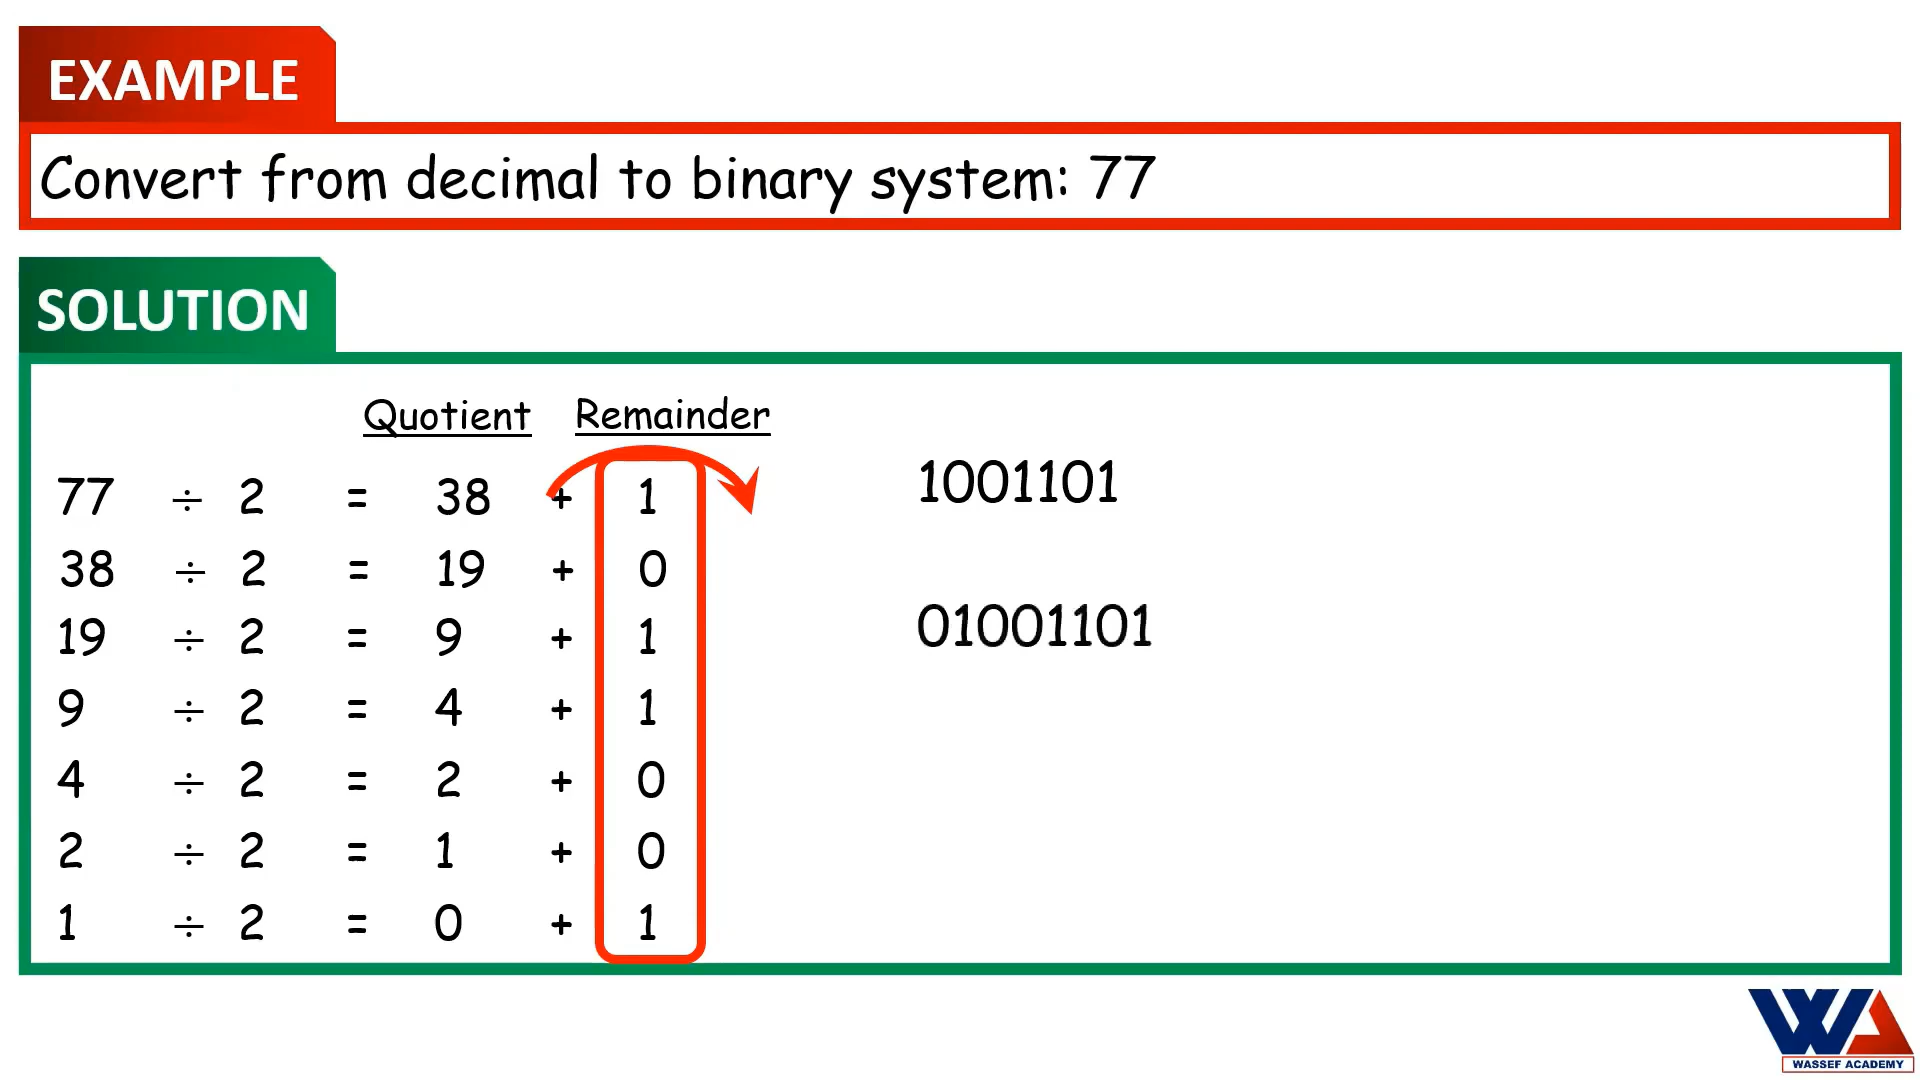 EXAMPLE
Convert from decimal to binary system: 77
SOLUTION
Quotient Remainder
77 ÷ 2 = 38 + 1
38 ÷ 2 = 19 + 0
19 ÷ 2 = 9 + 1
9 ÷ 2 = 4 + 1
4 ÷ 2 = 2 + 0
2 ÷ 2 = 1 + 0
1 ÷ 2 = 0 + 1
1001101
01001101
WA
WASSEF ACADEMY